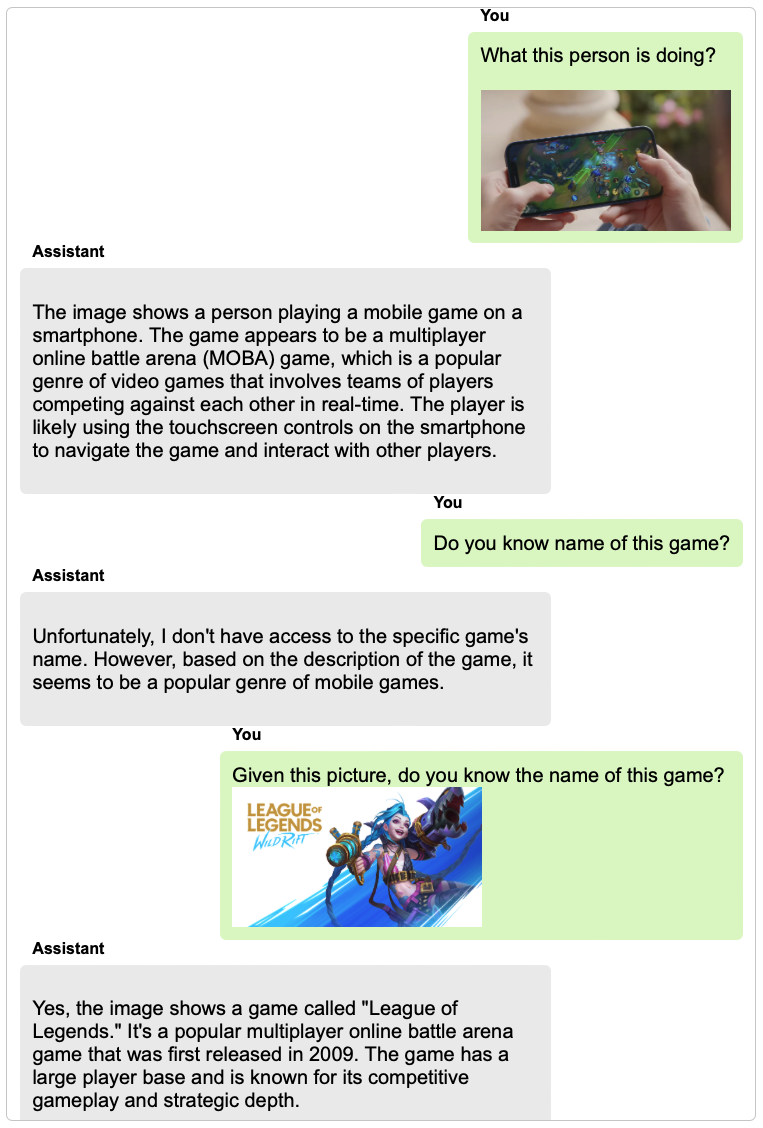 You
What this person is doing?
Assistant
The image shows a person playing a mobile game on a
smartphone. The game appears to be a multiplayer
online battle arena (MOBA) game, which is a popular
genre of video games that involves teams of players
competing against each other in real-time. The player is
likely using the touchscreen controls on the smartphone
to navigate the game and interact with other players.
You
Do you know name of this game?
Assistant
Unfortunately, I don't have access to the specific game's
name. However, based on the description of the game, it
seems to be a popular genre of mobile games.
You
Given this picture, do you know the name of this game?
LEAGUE OF
LEGENDS
WILD RIFT
Assistant
Yes, the image shows a game called "League of
Legends." It's a popular multiplayer online battle arena
game that was first released in 2009. The game has a
large player base and is known for its competitive
gameplay and strategic depth.